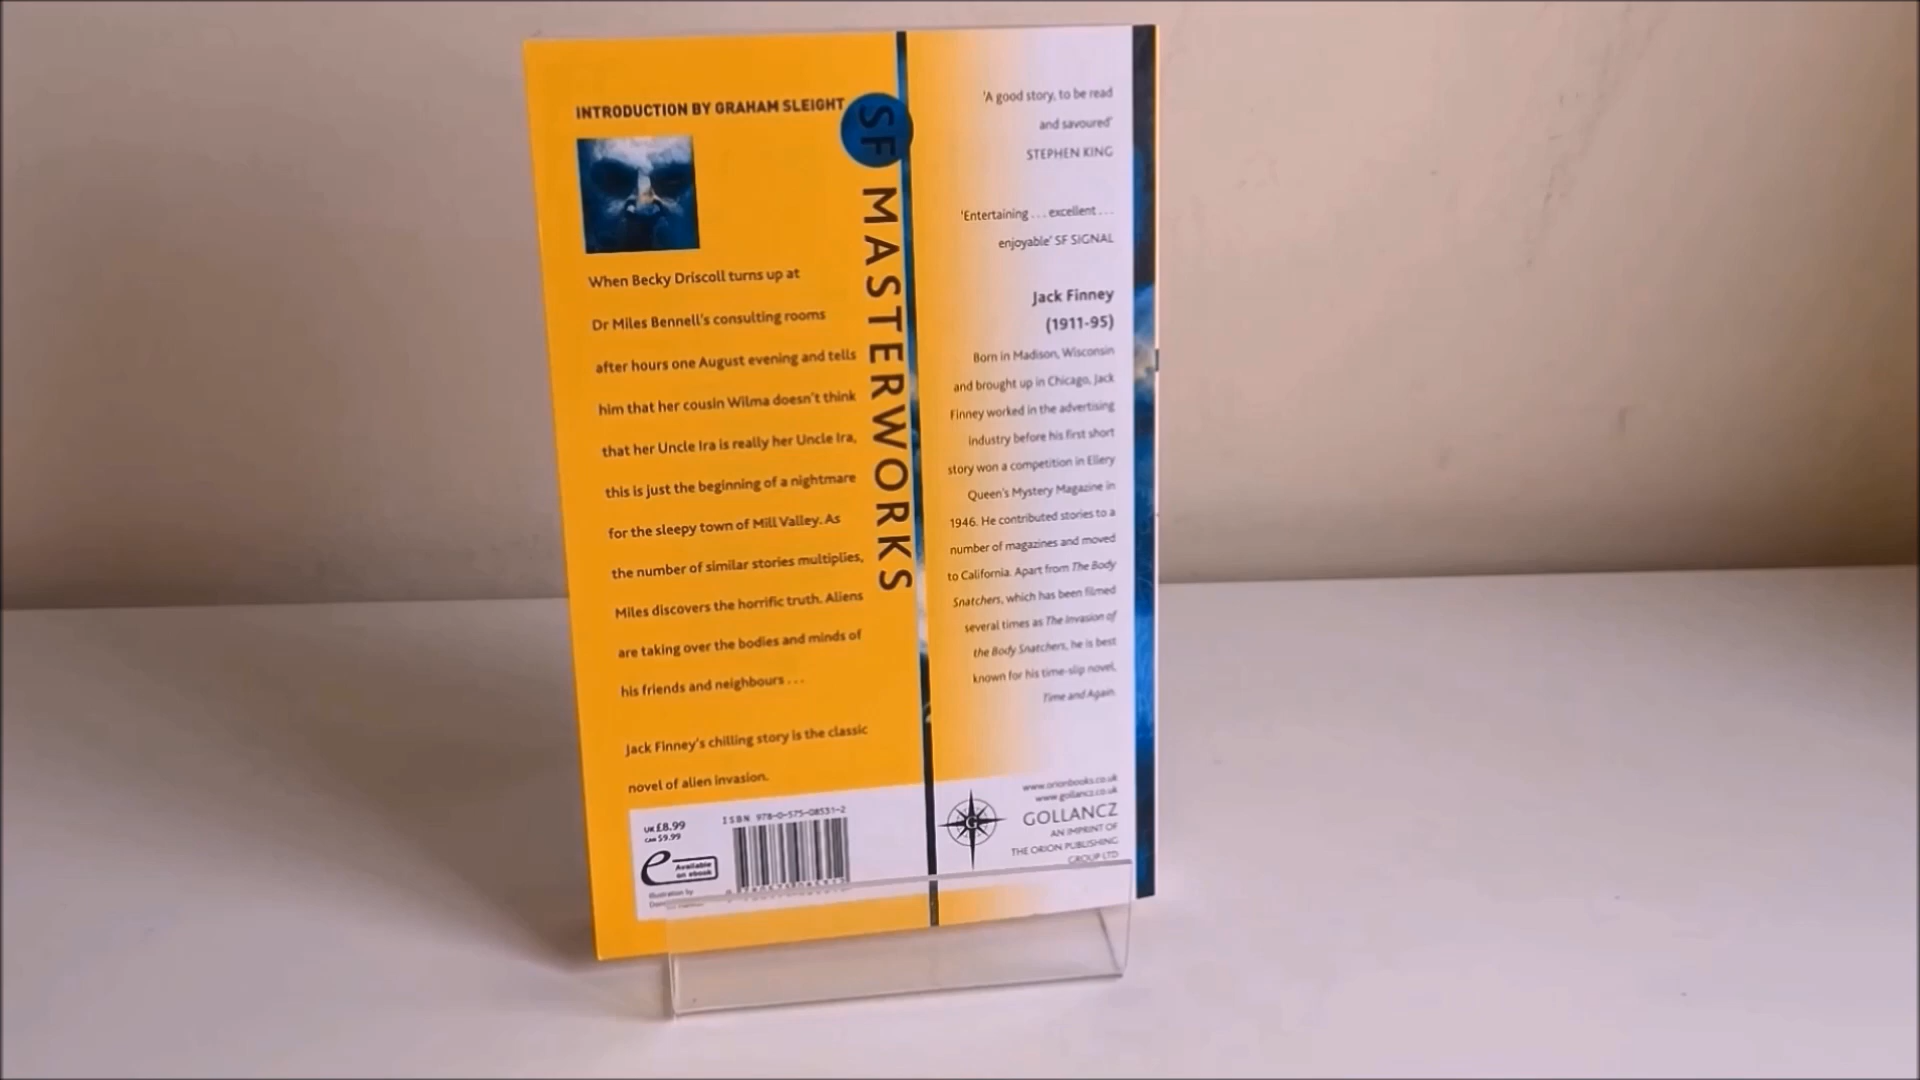 INTRODUCTION BY GRAHAM SLEIGHT
When Becky Driscoll turns up at
Dr Miles Bennell's consulting rooms
after hours one August evening and tells
him that her cousin Wilma doesn't think
that her Uncle Ira is really her Uncle Ira,
this is just the beginning of a nightmare
for the sleepy town of Mill Valley. As
the number of similar stories multiplies,
Miles discovers the horrific truth. Aliens
are taking over the bodies and minds of
his friends and neighbours . . .
Jack Finney's chilling story is the classic
novel of alien invasion.
UK £8.99
CAN $9.99
e Available
on ebook
Illustration by
ISBN 978-0-575-08531-2
SF MASTERWORKS
'A good story, to be read
and savoured'
STEPHEN KING
'Entertaining . . . excellent . . .
enjoyable' SF SIGNAL
Jack Finney
(1911-95)
Born in Madison, Wisconsin
and brought up in Chicago, Jack
Finney worked in the advertising
industry before his first short
story won a competition in Ellery
Queen's Mystery Magazine in
1946. He contributed stories to a
number of magazines and moved
to California. Apart from The Body
Snatchers, which has been filmed
several times as The Invasion of
the Body Snatchers, he is best
known for his time-slip novel,
Time and Again.
www.orionbooks.co.uk
www.gollancz.co.uk
G
GOLLANCZ
AN IMPRINT OF
THE ORION PUBLISHING
GROUP LTD